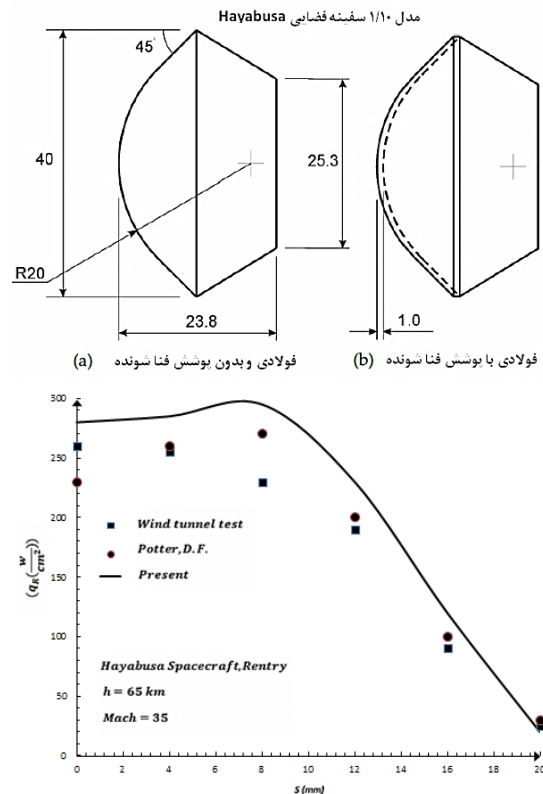 مدل ۱/۱۰ سفینه فضایی Hayabusa
45°
40
R20
23.8
25.3
1.0
(a) فولادی و بدون پوشش فنا شونده
(b) فولادی با پوشش فنا شونده
300
250
200
150
100
50
0
(q_R(w/cm²))
Wind tunnel test
Potter,D.F.
Present
Hayabusa Spacecraft,Rentry
h = 65 km
Mach = 35
0 2 4 6 8 10 12 14 16 18 20
S (mm)